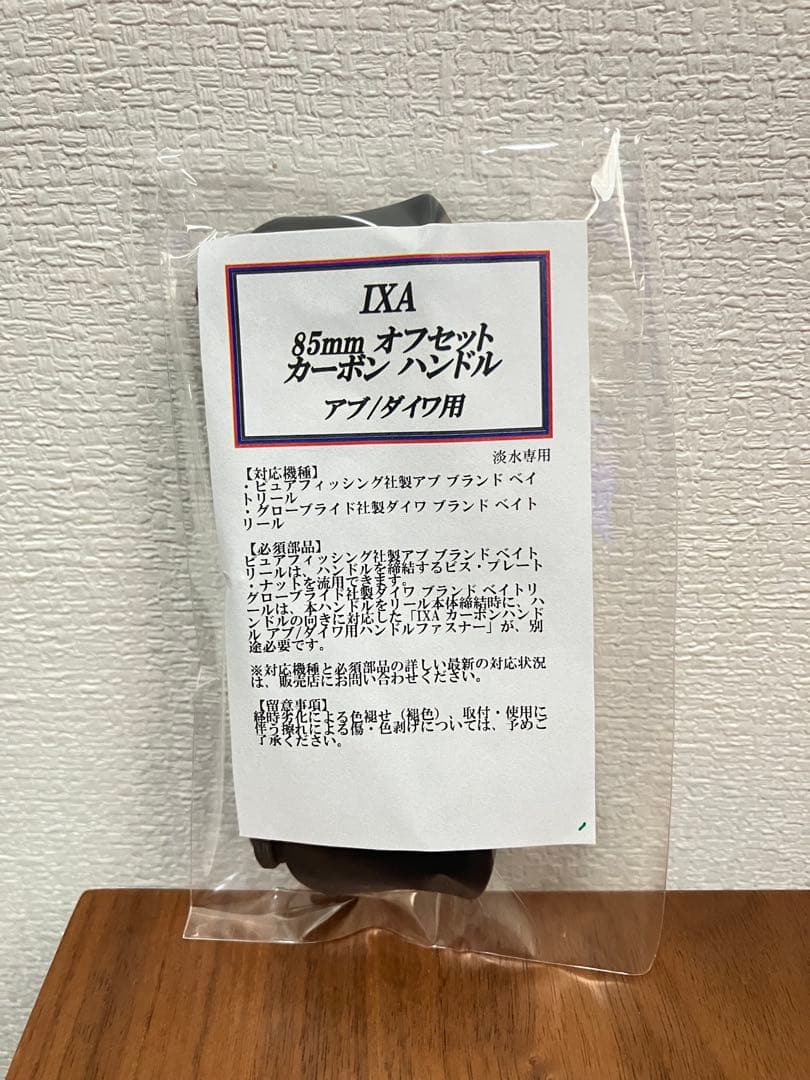 IXA
85mm オフセット
カーボン ハンドル
アブ/ダイワ用
淡水専用
【対応機種】
・ピュアフィッシング社製アブ ブランド ベイ
トリール
・グローブライド社製ダイワ ブランド ベイト
リール
【必須部品】
ピュアフィッシング社製アブ ブランド ベイト
リールは、ハンドルを締結するビス・プレート
・ナットを流用できます。
グローブライド社製ダイワ ブランド ベイトリ
ールは、本ハンドルをリール本体締結時に、ハ
ンドルの向きに対応した「IXA カーボンハンド
ル アブ/ダイワ用ハンドルファスナー」が、別
途必要です。
※対応機種と必須部品の詳しい最新の対応状況
は、販売店にお問い合わせください。
【留意事項】
経時劣化による色褪せ（褪色）、取付・使用に
伴う擦れによる傷・色剥げについては、予めご
了承ください。